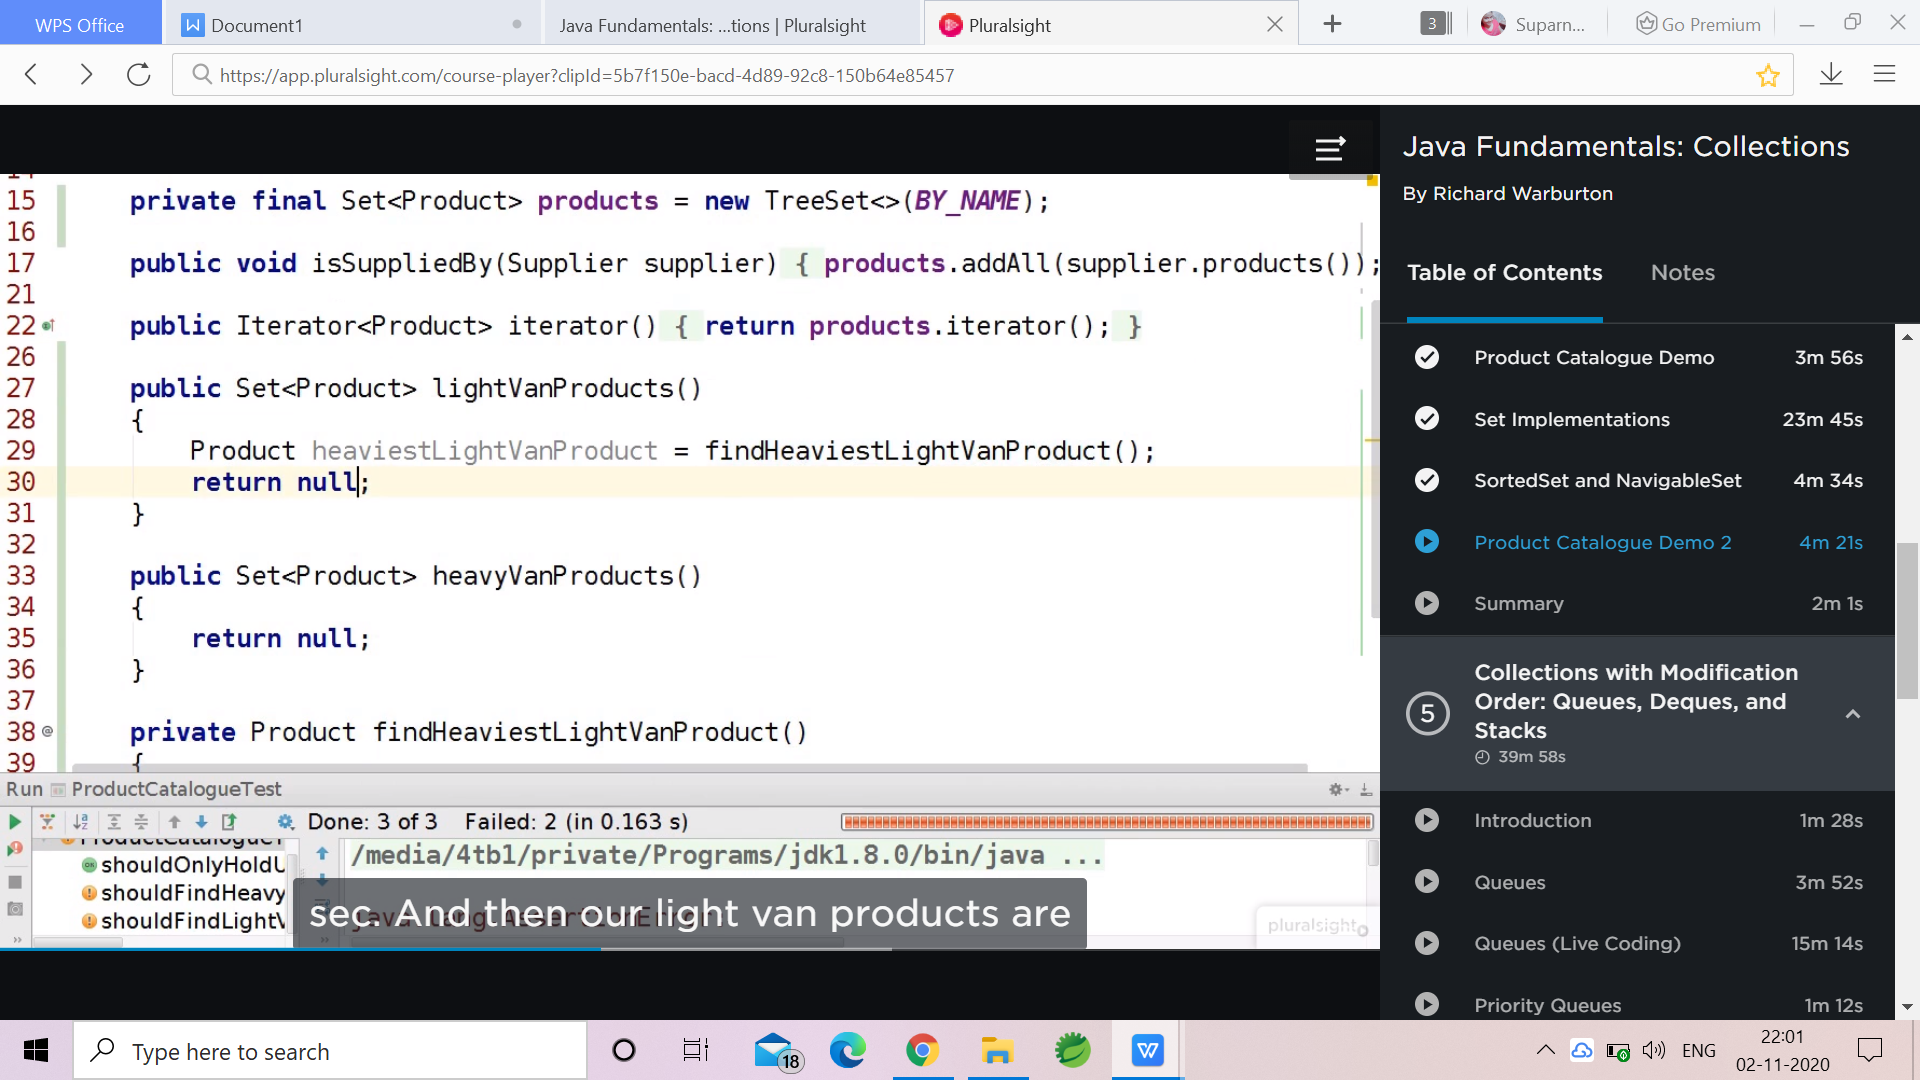 WPS Office
Document1
Java Fundamentals: ...tions | Pluralsight
Pluralsight
3
Suparn...
Go Premium
https://app.pluralsight.com/course-player?clipId=5b7f150e-bacd-4d89-92c8-150b64e85457
15 private final Set<Product> products = new TreeSet<>(BY_NAME);
16
17 public void isSuppliedBy(Supplier supplier) { products.addAll(supplier.products());
21
22 public Iterator<Product> iterator() { return products.iterator(); }
26
27 public Set<Product> lightVanProducts()
28 {
29 Product heaviestLightVanProduct = findHeaviestLightVanProduct();
30 return null;
31 }
32
33 public Set<Product> heavyVanProducts()
34 {
35 return null;
36 }
37
38 private Product findHeaviestLightVanProduct()
39 {
Run ProductCatalogueTest
Done: 3 of 3 Failed: 2 (in 0.163 s)
/media/4tb1/private/Programs/jdk1.8.0/bin/java ...
shouldOnlyHoldU
shouldFindHeavy
shouldFindLightV
sec. And then our light van products are
pluralsight
Java Fundamentals: Collections
By Richard Warburton
Table of Contents
Notes
Product Catalogue Demo 3m 56s
Set Implementations 23m 45s
SortedSet and NavigableSet 4m 34s
Product Catalogue Demo 2 4m 21s
Summary 2m 1s
5
Collections with Modification
Order: Queues, Deques, and
Stacks
39m 58s
Introduction 1m 28s
Queues 3m 52s
Queues (Live Coding) 15m 14s
Priority Queues 1m 12s
Type here to search
18
ENG
22:01
02-11-2020